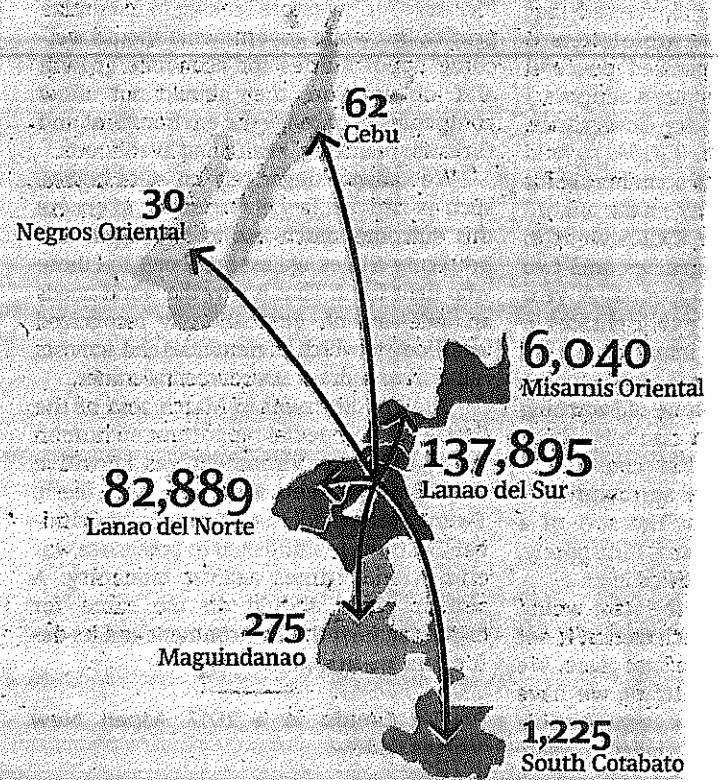 62
Cebu
30
Negros Oriental
6,040
Misamis Oriental
137,895
Lanao del Sur
82,889
Lanao del Norte
275
Maguindanao
1,225
South Cotabato